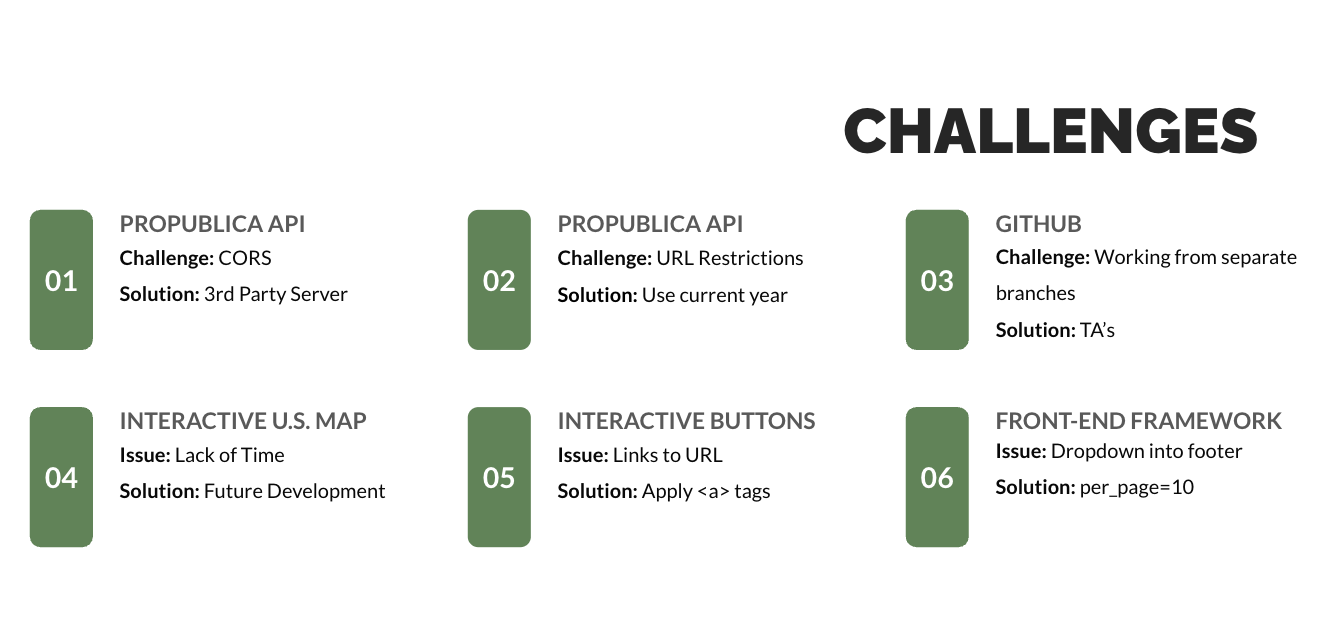 CHALLENGES
01
PROPUBLICA API
Challenge: CORS
Solution: 3rd Party Server
02
PROPUBLICA API
Challenge: URL Restrictions
Solution: Use current year
03
GITHUB
Challenge: Working from separate
branches
Solution: TA’s
04
INTERACTIVE U.S. MAP
Issue: Lack of Time
Solution: Future Development
05
INTERACTIVE BUTTONS
Issue: Links to URL
Solution: Apply <a> tags
06
FRONT-END FRAMEWORK
Issue: Dropdown into footer
Solution: per_page=10